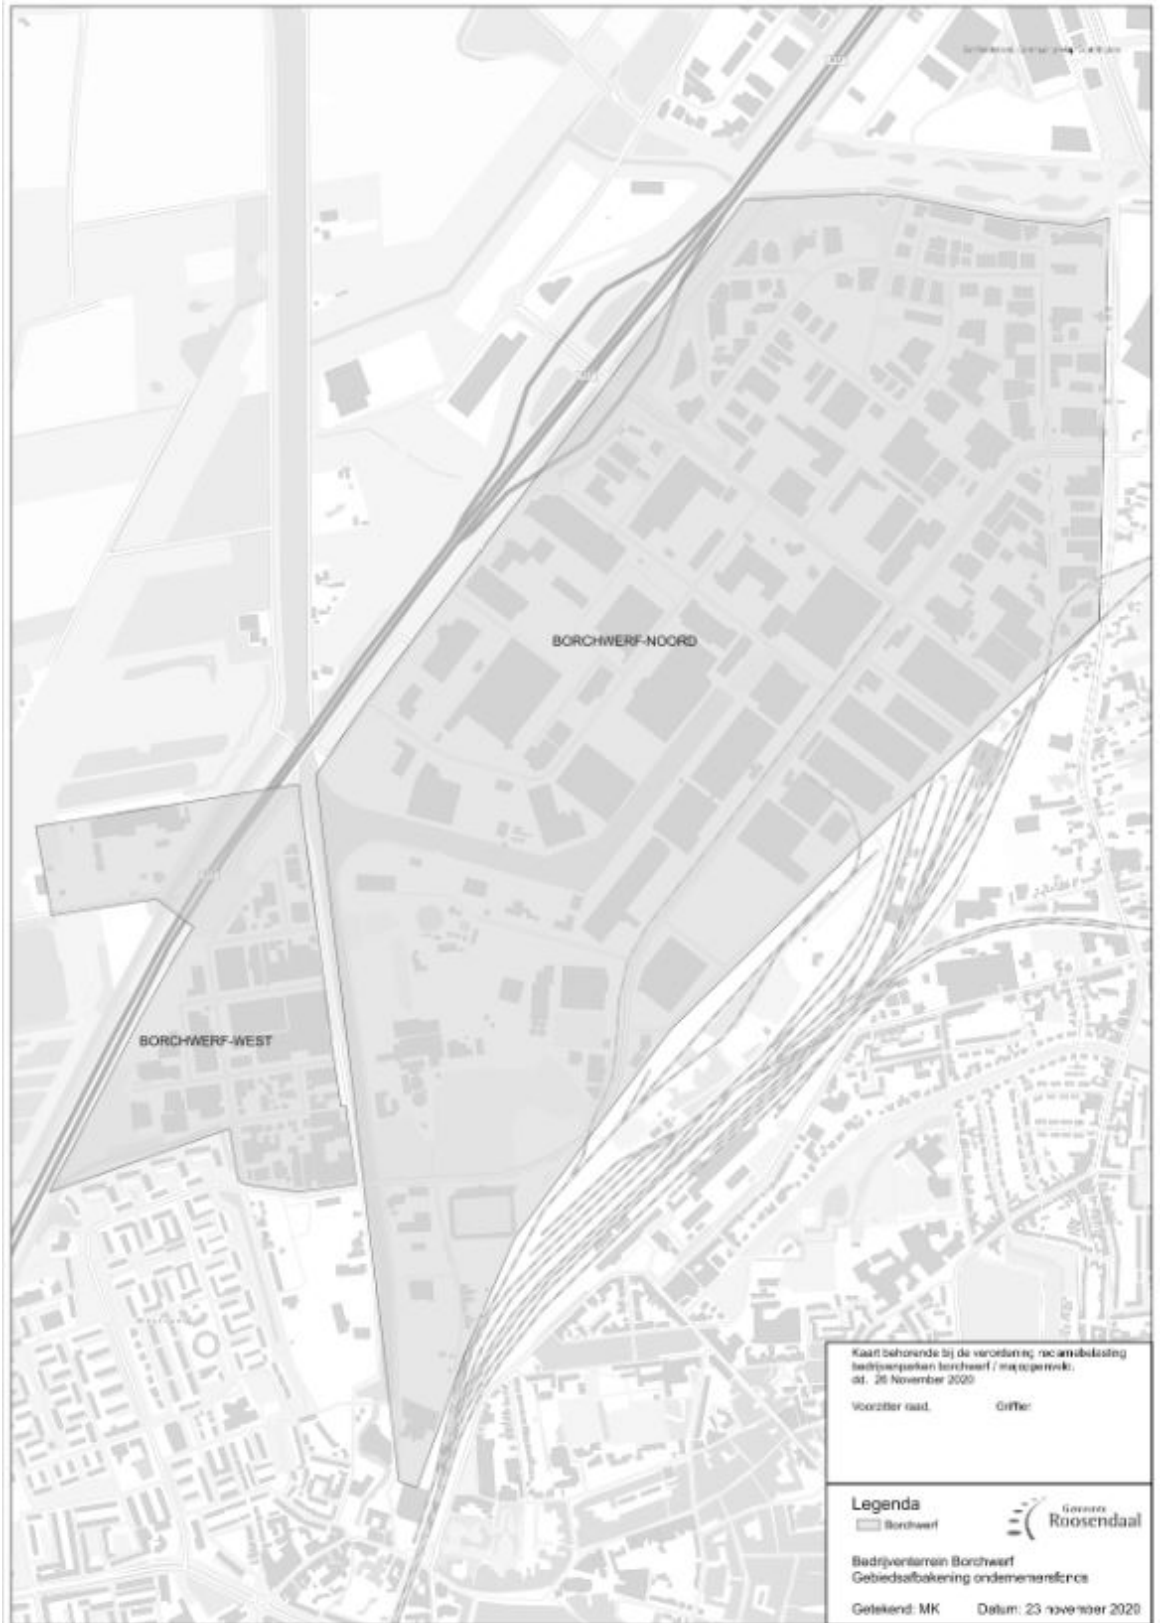 BORCHWERF-NOORD
BORCHWERF-WEST
Kaart behorende bij de verordening reclamebelasting
bedrijvenparken borchwerf / majoppeveld.
dd. 26 November 2020
Voorzitter raad, Griffier
Legenda
Borchwerf
Gemeente
Roosendaal
Bedrijventerrein Borchwerf
Gebiedsafbakening ondernemersfonds
Getekend: MK Datum: 23 november 2020